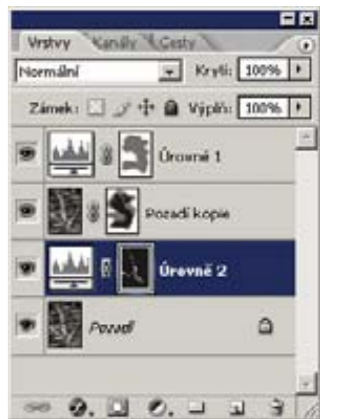 Vrstvy Kanály Cesty
Normální Krytí: 100%
Zámek: Výplň: 100%
Úrovně 1
Pozadí kopie
Úrovně 2
Pozadí